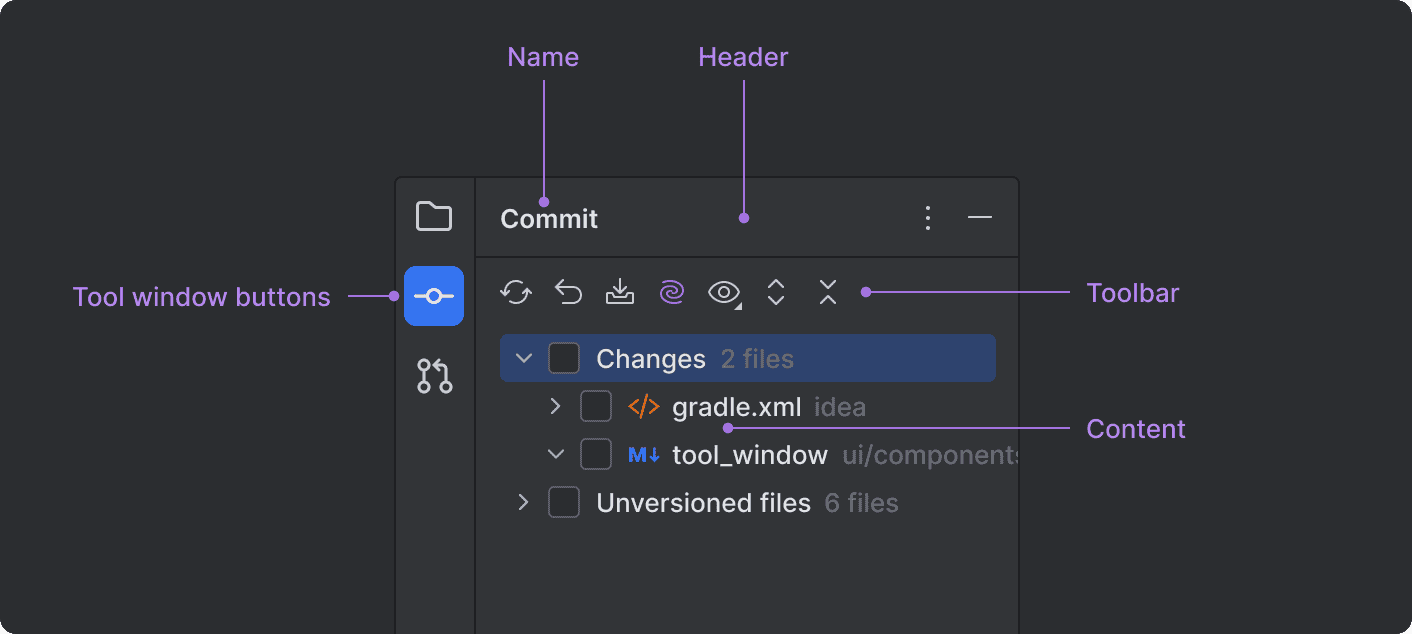 Name
Header
Commit
Tool window buttons
Toolbar
Changes 2 files
</> gradle.xml idea
Content
M↓ tool_window ui/components
Unversioned files 6 files